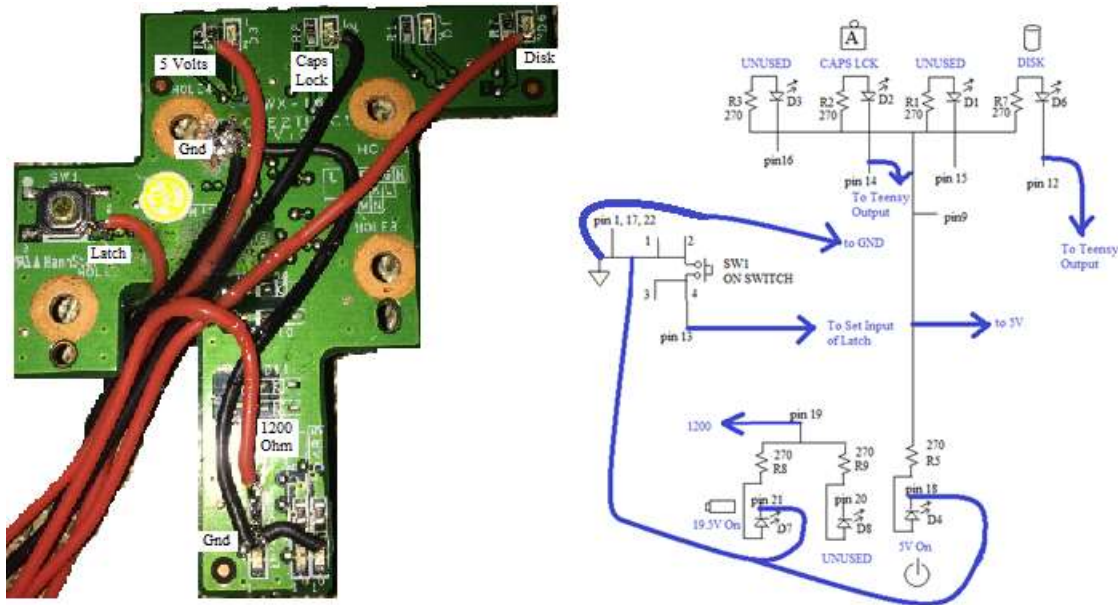 5 Volts
Caps
Lock
Disk
Gnd
SW1
Latch
1200
Ohm
Gnd
A
UNUSED
CAPS LCK
UNUSED
DISK
R3
270
D3
R2
270
D2
R1
270
D1
R7
270
D6
pin16
pin 14
pin 15
pin 12
To Teensy
Output
pin9
To Teensy
Output
pin 1, 17, 22
1
2
to GND
SW1
ON SWITCH
3
4
pin 13
To Set Input
of Latch
to 5V
pin 19
1200
270
R8
270
R9
270
R5
pin 21
pin 20
pin 18
19.5V On
D7
D8
D4
UNUSED
5V On